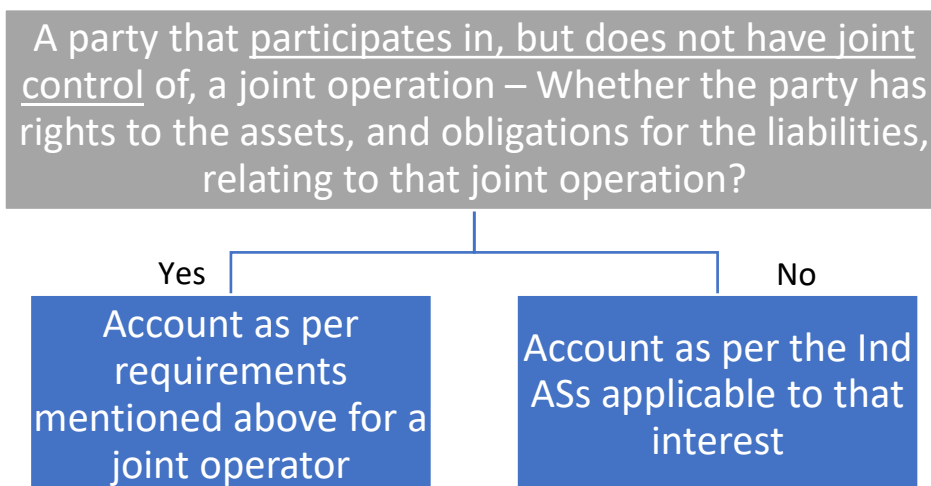 A party that participates in, but does not have joint
control of, a joint operation – Whether the party has
rights to the assets, and obligations for the liabilities,
relating to that joint operation?
Yes
No
Account as per
requirements
mentioned above for a
joint operator
Account as per the Ind
ASs applicable to that
interest